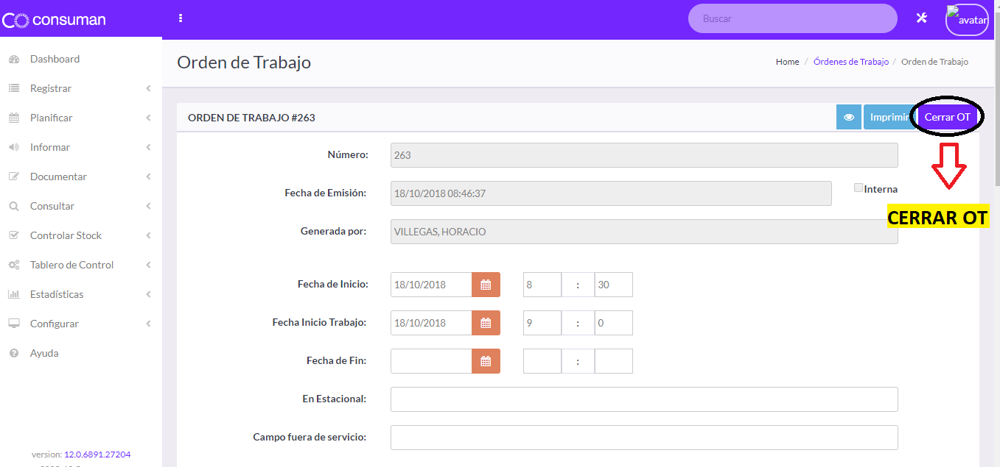 consuman
Buscar
avatar
Dashboard
Registrar
Planificar
Informar
Documentar
Consultar
Controlar Stock
Tablero de Control
Estadísticas
Configurar
Ayuda
version: 12.0.6891.27204
Orden de Trabajo
Home / Órdenes de Trabajo / Orden de Trabajo
ORDEN DE TRABAJO #263
Imprimir
Cerrar OT
Número: 263
Fecha de Emisión: 18/10/2018 08:46:37
Interna
CERRAR OT
Generada por: VILLEGAS, HORACIO
Fecha de Inicio: 18/10/2018 8 : 30
Fecha Inicio Trabajo: 18/10/2018 9 : 0
Fecha de Fin: :
En Estacional:
Campo fuera de servicio: